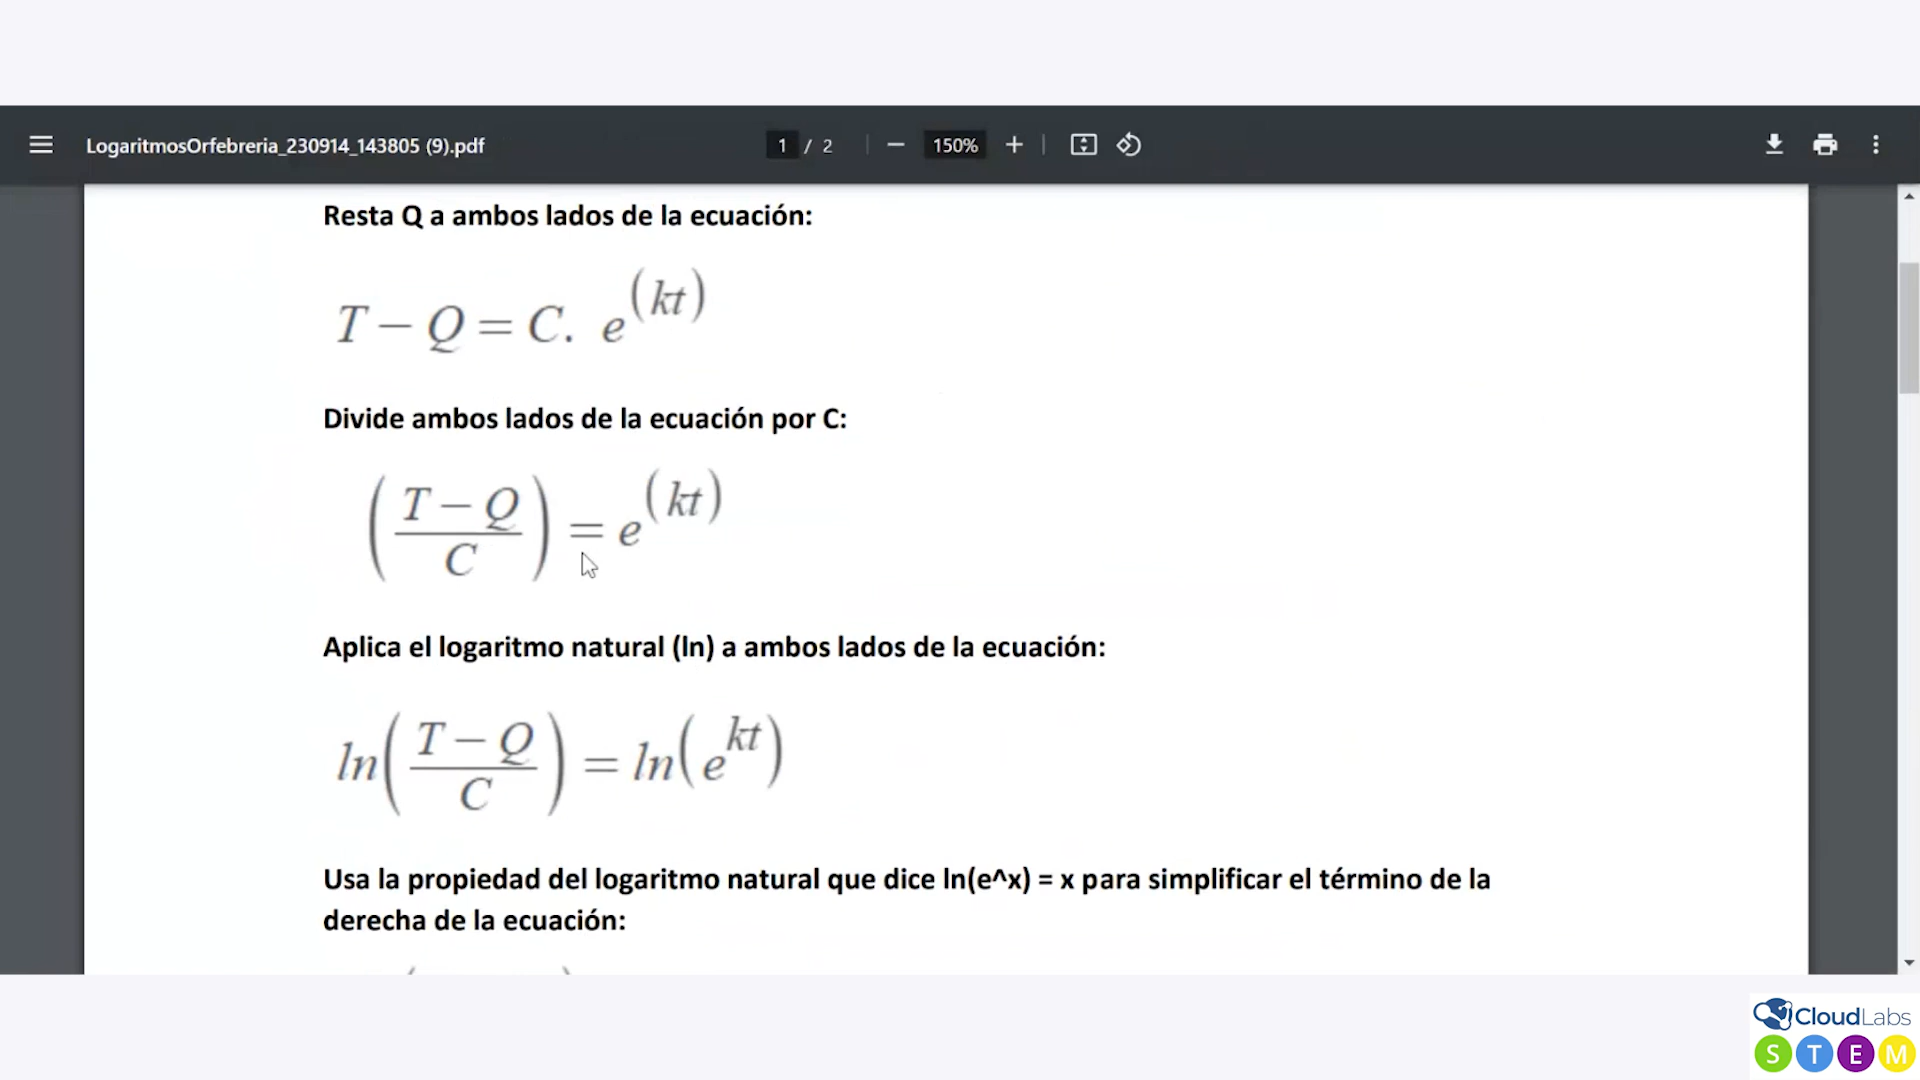 LogaritmosOrfebreria_230914_143805 (9).pdf
1 / 2
150%
Resta Q a ambos lados de la ecuación:
T − Q = C. e^(kt)
Divide ambos lados de la ecuación por C:
(T − Q / C) = e^(kt)
Aplica el logaritmo natural (ln) a ambos lados de la ecuación:
ln(T − Q / C) = ln(e^kt)
Usa la propiedad del logaritmo natural que dice ln(e^x) = x para simplificar el término de la
derecha de la ecuación:
CloudLabs
STEM